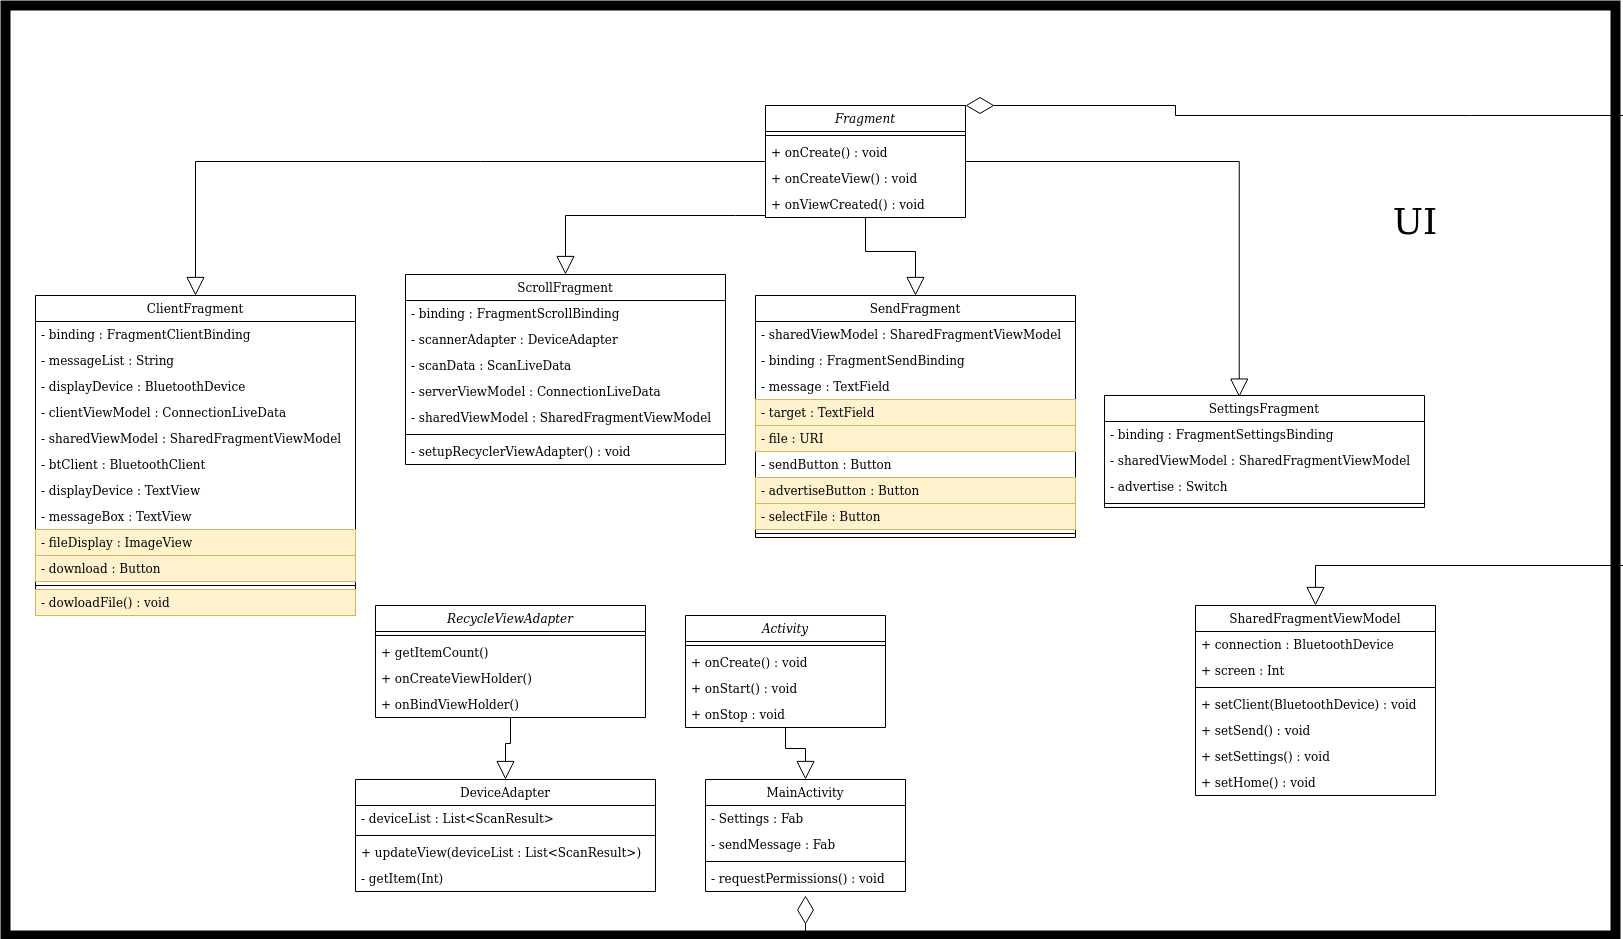 Fragment
+ onCreate() : void
+ onCreateView() : void
+ onViewCreated() : void
UI
ClientFragment
- binding : FragmentClientBinding
- messageList : String
- displayDevice : BluetoothDevice
- clientViewModel : ConnectionLiveData
- sharedViewModel : SharedFragmentViewModel
- btClient : BluetoothClient
- displayDevice : TextView
- messageBox : TextView
- fileDisplay : ImageView
- download : Button
- dowloadFile() : void
ScrollFragment
- binding : FragmentScrollBinding
- scannerAdapter : DeviceAdapter
- scanData : ScanLiveData
- serverViewModel : ConnectionLiveData
- sharedViewModel : SharedFragmentViewModel
- setupRecyclerViewAdapter() : void
SendFragment
- sharedViewModel : SharedFragmentViewModel
- binding : FragmentSendBinding
- message : TextField
- target : TextField
- file : URI
- sendButton : Button
- advertiseButton : Button
- selectFile : Button
SettingsFragment
- binding : FragmentSettingsBinding
- sharedViewModel : SharedFragmentViewModel
- advertise : Switch
RecycleViewAdapter
+ getItemCount()
+ onCreateViewHolder()
+ onBindViewHolder()
Activity
+ onCreate() : void
+ onStart() : void
+ onStop : void
SharedFragmentViewModel
+ connection : BluetoothDevice
+ screen : Int
+ setClient(BluetoothDevice) : void
+ setSend() : void
+ setSettings() : void
+ setHome() : void
DeviceAdapter
- deviceList : List<ScanResult>
+ updateView(deviceList : List<ScanResult>)
- getItem(Int)
MainActivity
- Settings : Fab
- sendMessage : Fab
- requestPermissions() : void